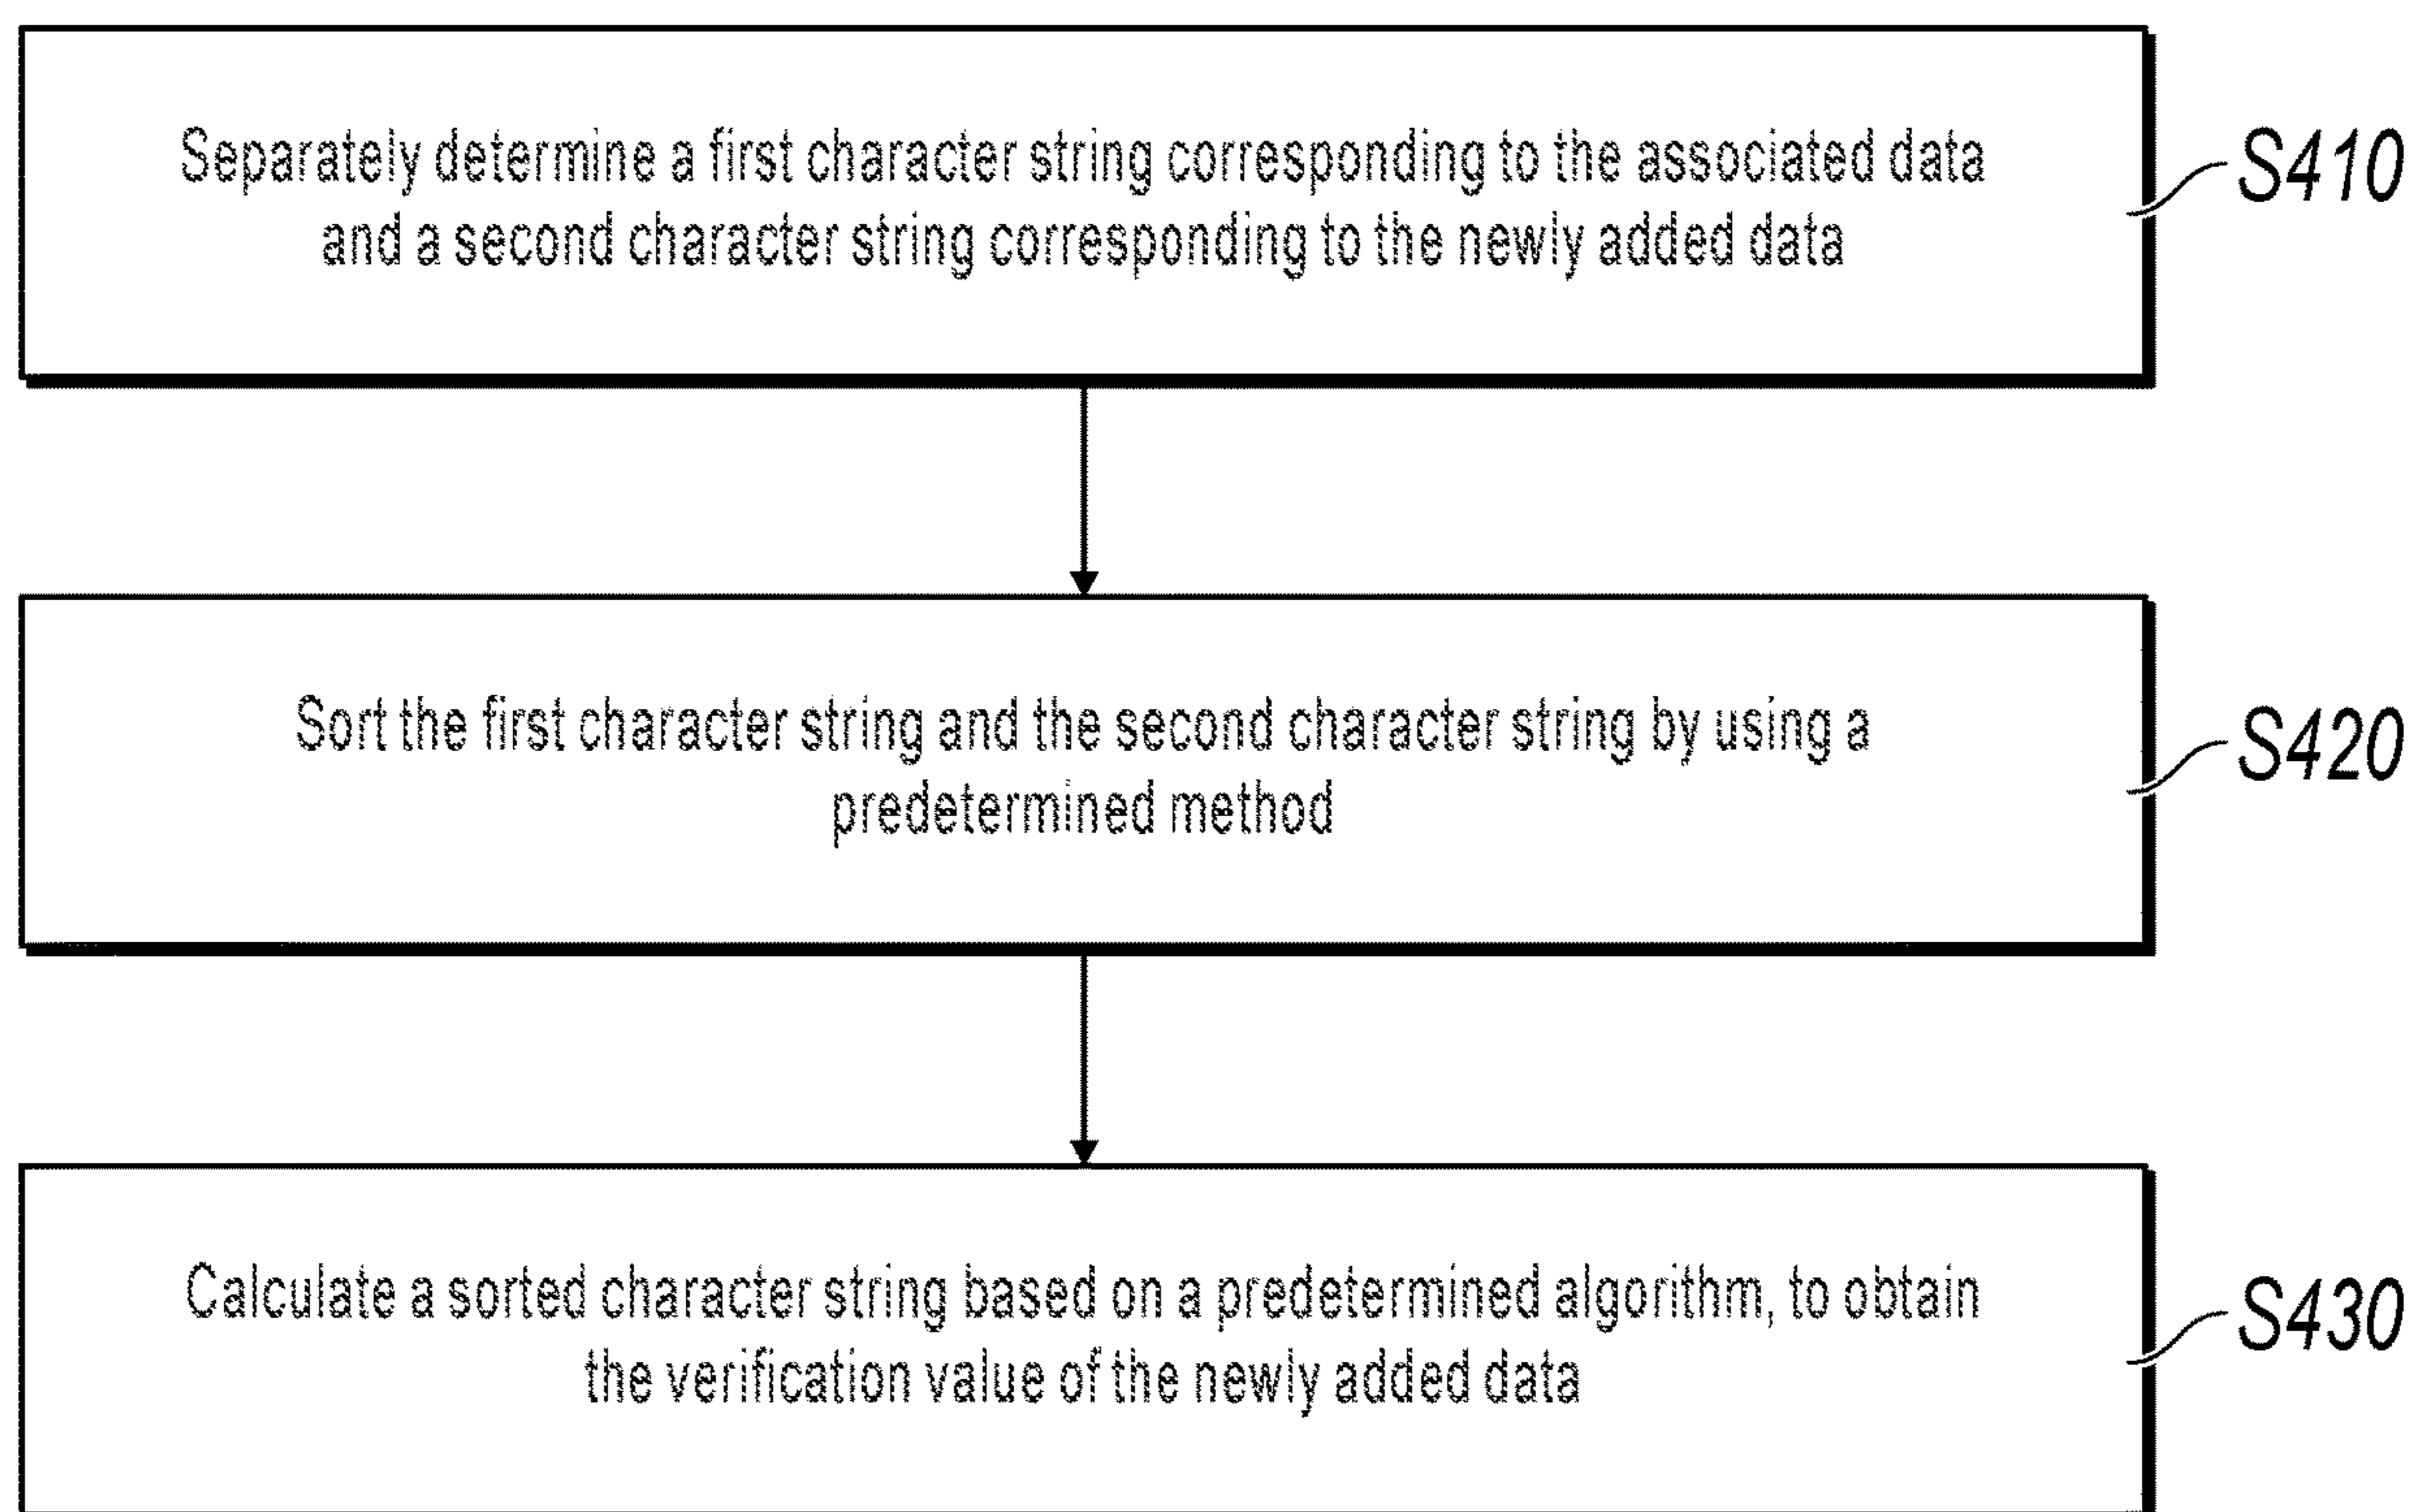 Separately determine a first character string corresponding to the associated data
and a second character string corresponding to the newly added data
S410
Sort the first character string and the second character string by using a
predetermined method
S420
Calculate a sorted character string based on a predetermined algorithm, to obtain
the verification value of the newly added data
S430